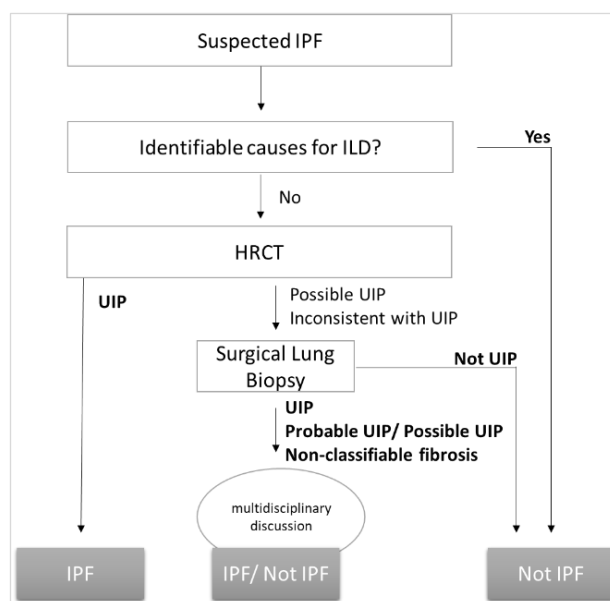 Suspected IPF
Identifiable causes for ILD?
Yes
No
HRCT
UIP
Possible UIP
Inconsistent with UIP
Surgical Lung
Biopsy
Not UIP
UIP
Probable UIP/ Possible UIP
Non-classifiable fibrosis
multidisciplinary
discussion
IPF
IPF/ Not IPF
Not IPF